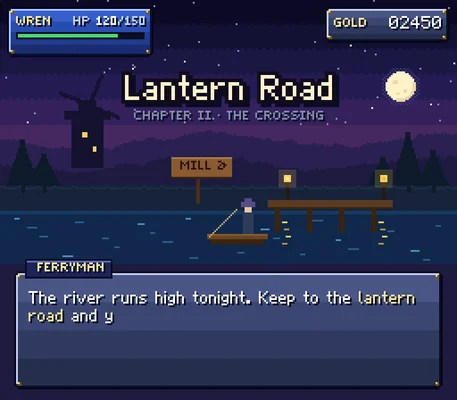 WREN HP 120/150
GOLD 02450
Lantern Road
CHAPTER II · THE CROSSING
MILL
FERRYMAN
The river runs high tonight. Keep to the lantern
road and y